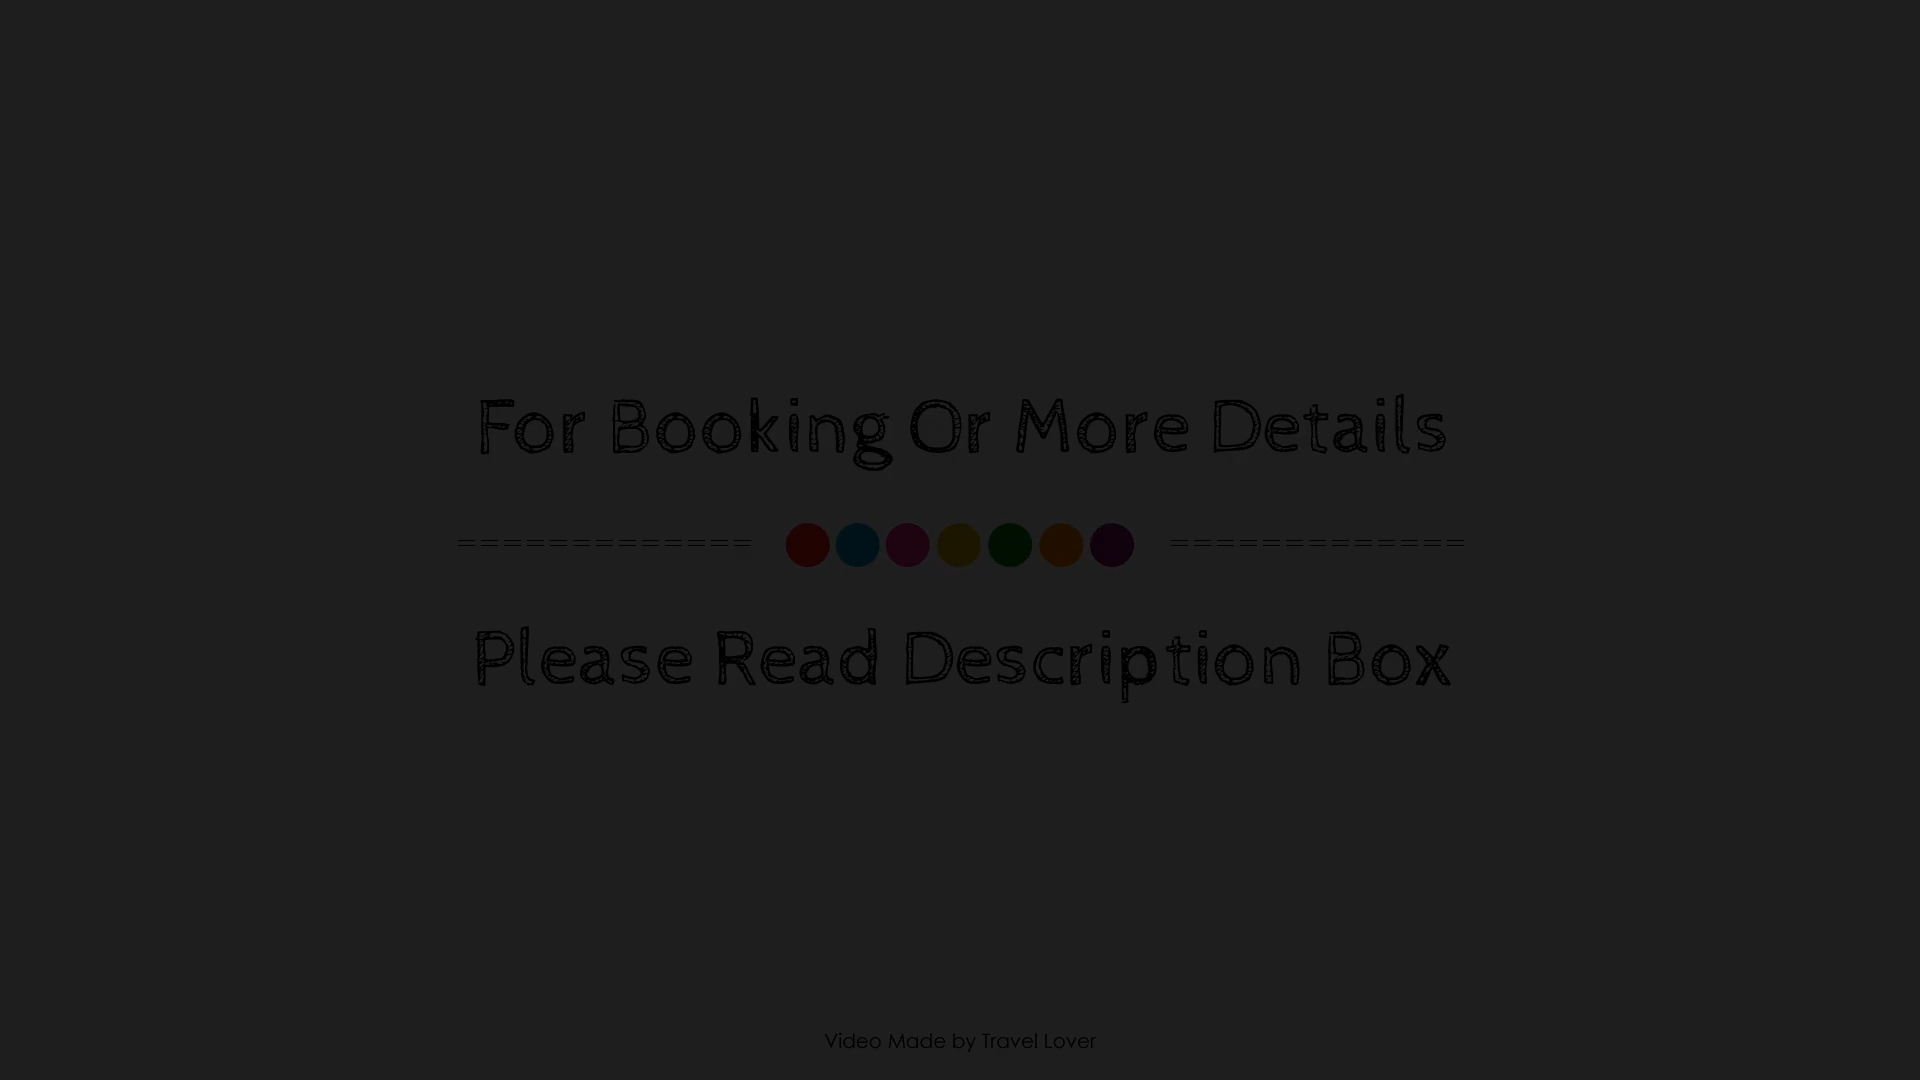 For Booking Or More Details
============= =============
Please Read Description Box
Video Made by Travel Lover